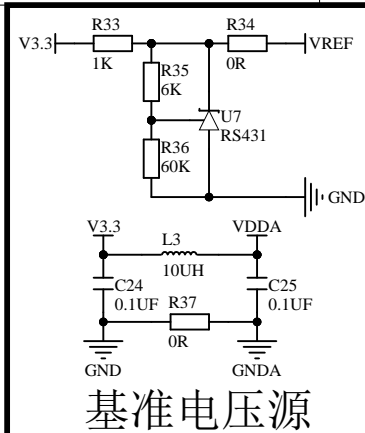 R33 R34
V3.3 VREF
1K 0R
R35
6K
U7
RS431
R36
60K
GND
V3.3 VDDA
L3
10UH
C24 C25
0.1UF 0.1UF
R37
0R
GND GNDA
基准电压源